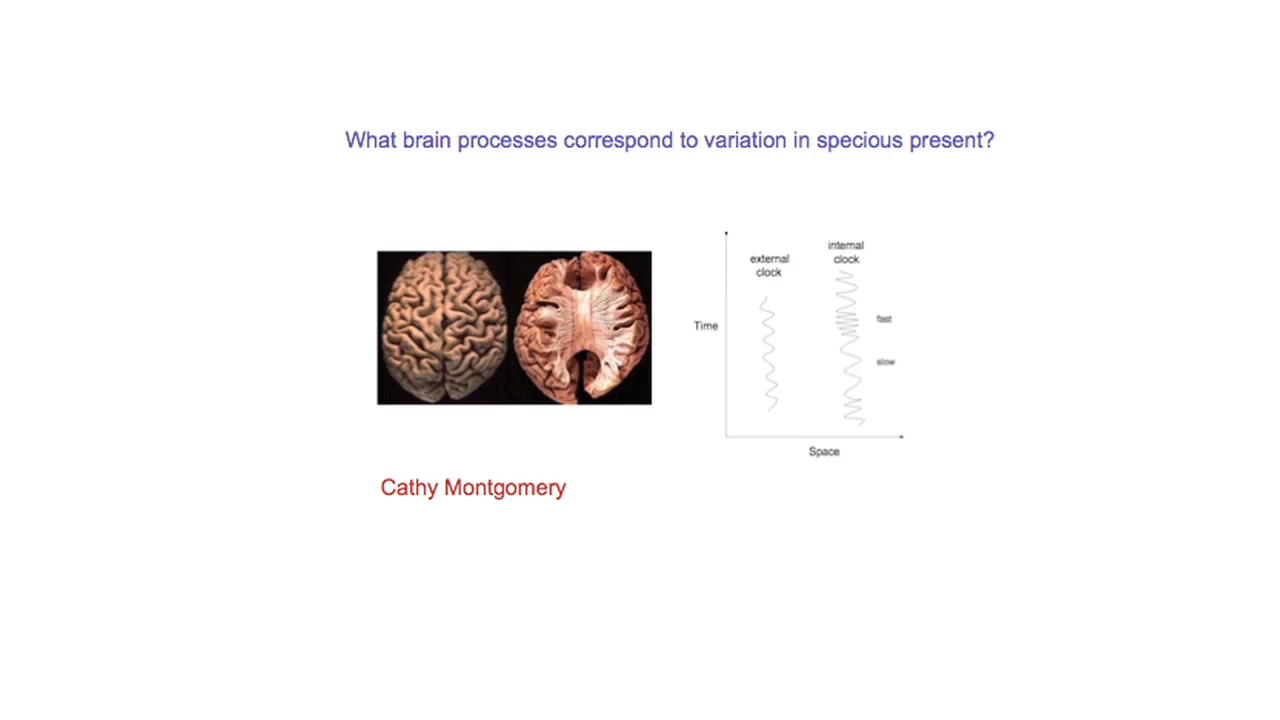 What brain processes correspond to variation in specious present?
external
clock
internal
clock
fast
Time
slow
Space
Cathy Montgomery